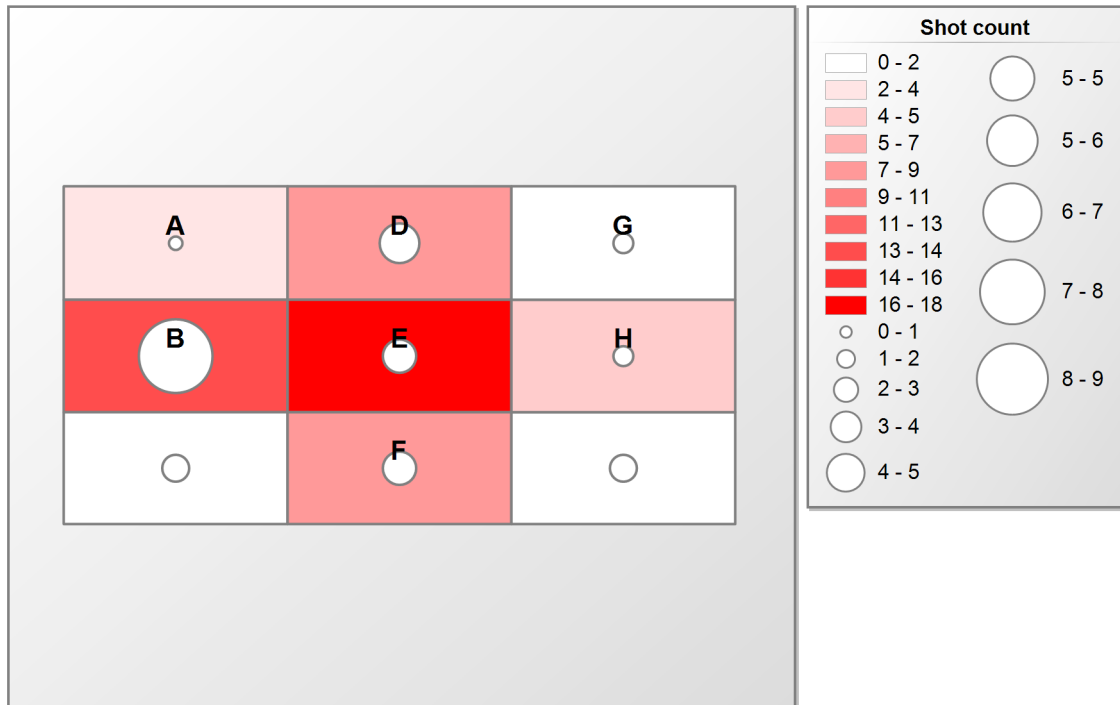 Shot count
0 - 2
2 - 4
4 - 5
5 - 7
7 - 9
9 - 11
11 - 13
13 - 14
14 - 16
16 - 18
0 - 1
1 - 2
2 - 3
3 - 4
4 - 5
5 - 5
5 - 6
6 - 7
7 - 8
8 - 9
A
D
G
B
E
H
F